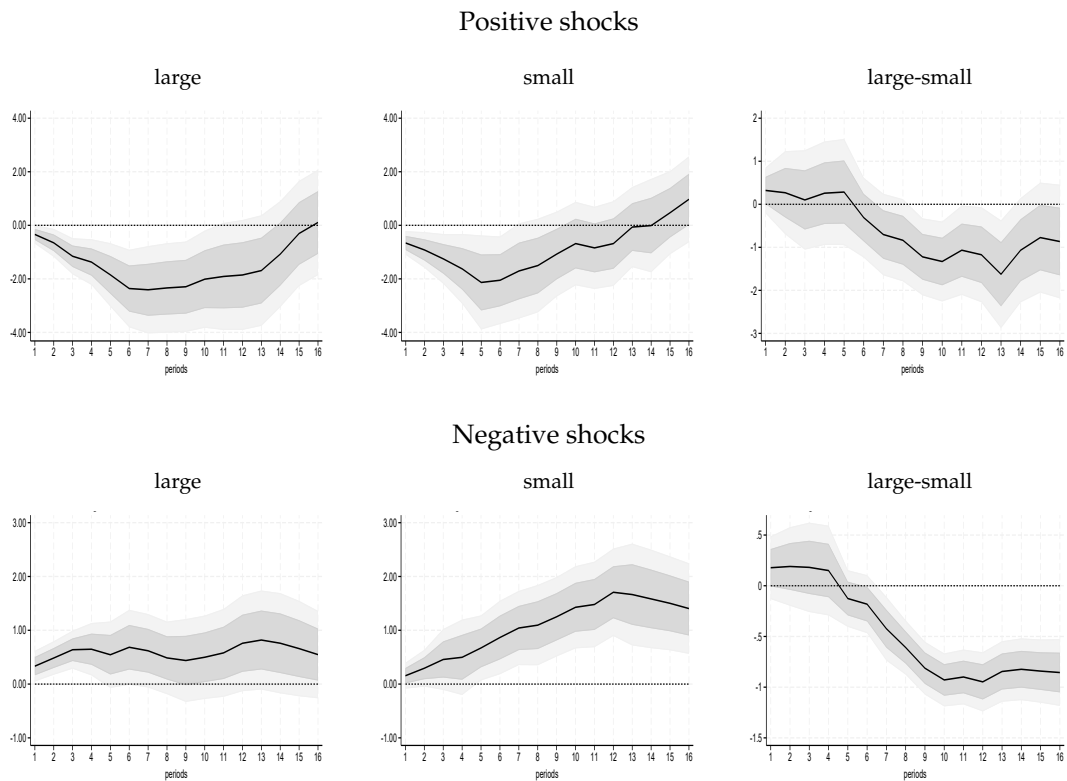 Positive shocks
large small large-small
4.00 4.00 2
2.00 2.00 1
0.00 0.00 0
-2.00 -2.00 -1
-4.00 -4.00 -2
-3
1 2 3 4 5 6 7 8 9 10 11 12 13 14 15 16 1 2 3 4 5 6 7 8 9 10 11 12 13 14 15 16 1 2 3 4 5 6 7 8 9 10 11 12 13 14 15 16
periods periods periods
Negative shocks
large small large-small
3.00 3.00 .5
2.00 2.00 0
1.00 1.00 -.5
0.00 0.00 -1
-1.00 -1.00 -1.5
1 2 3 4 5 6 7 8 9 10 11 12 13 14 15 16 1 2 3 4 5 6 7 8 9 10 11 12 13 14 15 16 1 2 3 4 5 6 7 8 9 10 11 12 13 14 15 16
periods periods periods